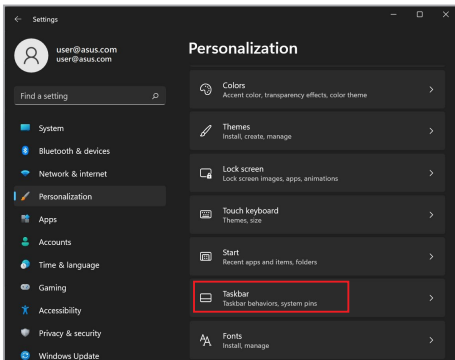 Settings
user@asus.com
user@asus.com
Find a setting
System
Bluetooth & devices
Network & internet
Personalization
Apps
Accounts
Time & language
Gaming
Accessibility
Privacy & security
Windows Update
Personalization
Colors
Accent color, transparency effects, color theme
Themes
Install, create, manage
Lock screen
Lock screen images, apps, animations
Touch keyboard
Themes, size
Start
Recent apps and items, folders
Taskbar
Taskbar behaviors, system pins
Fonts
Install, manage